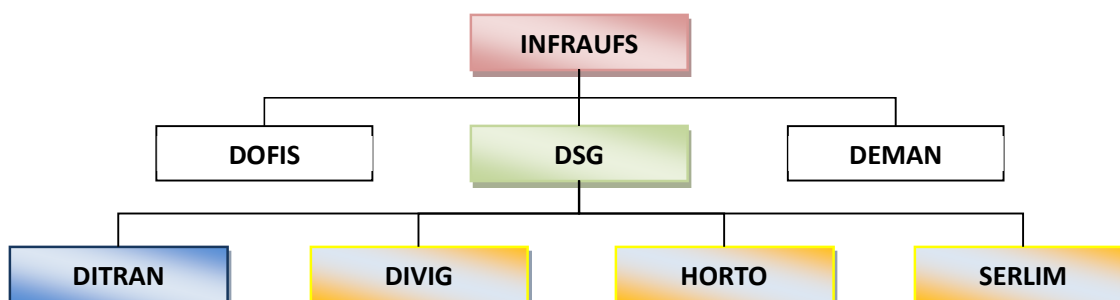 INFRAUFS
DOFIS
DSG
DEMAN
DITRAN
DIVIG
HORTO
SERLIM